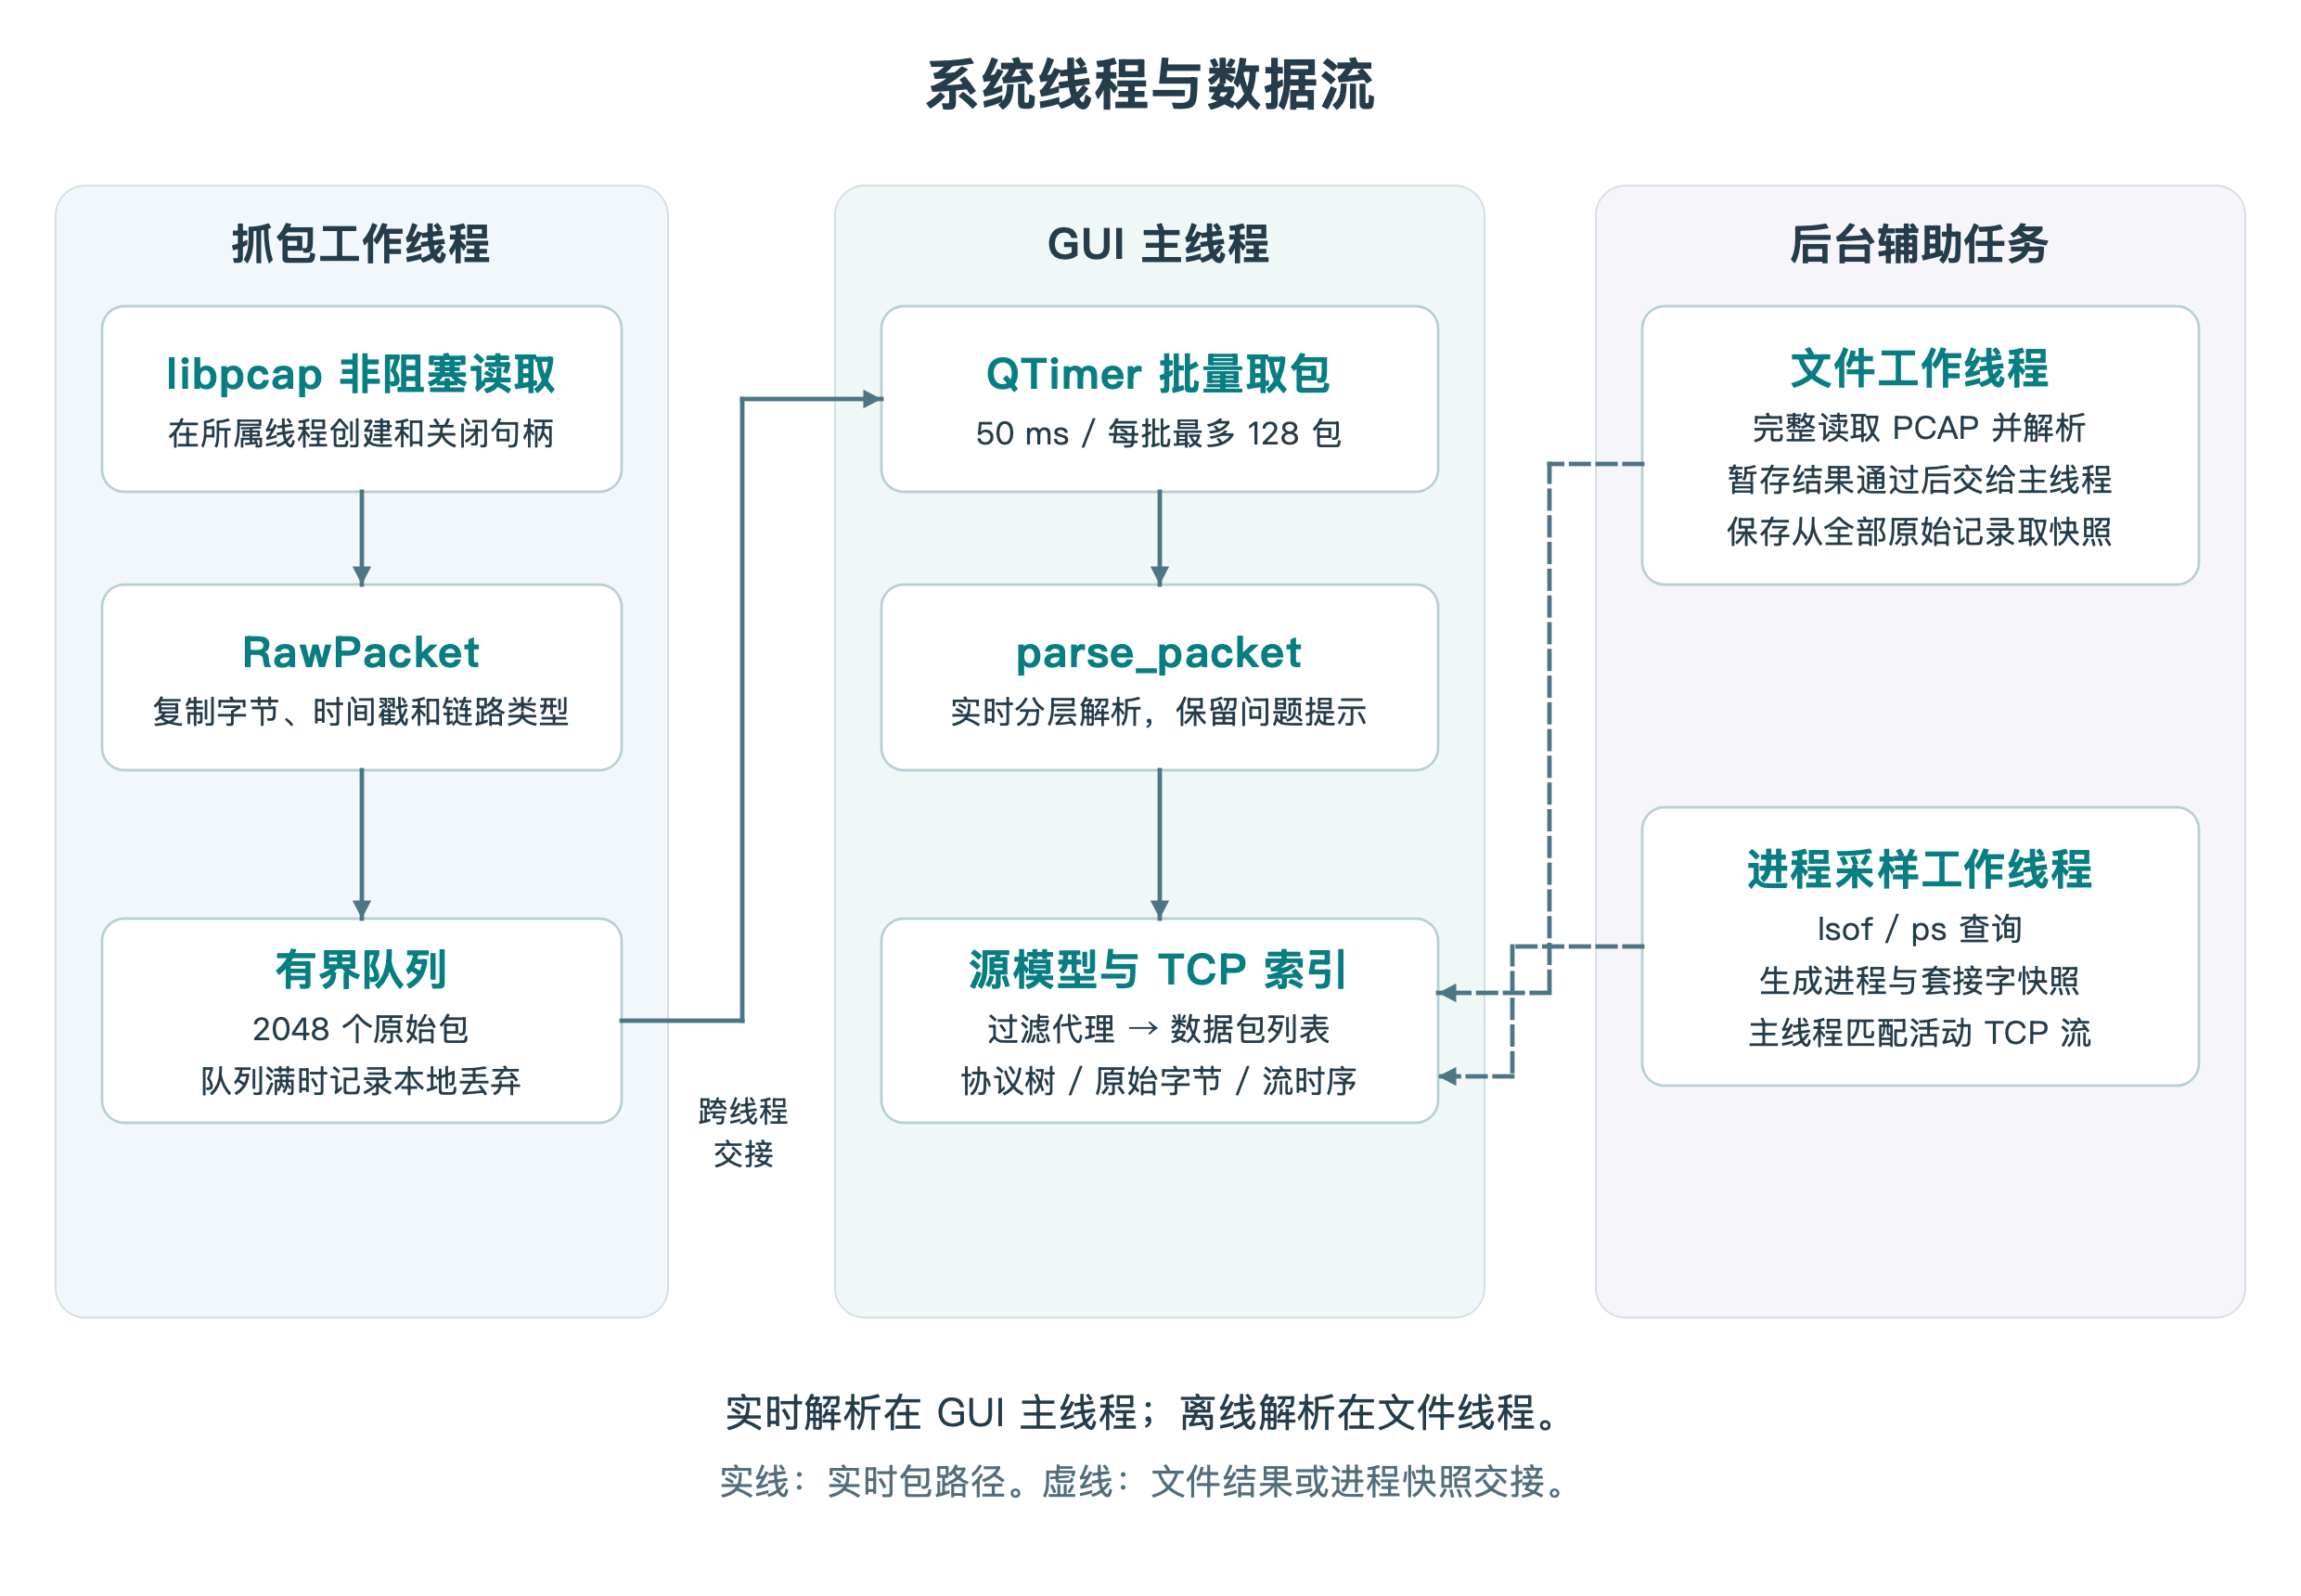 系统线程与数据流
抓包工作线程
libpcap 非阻塞读取
在所属线程创建和关闭句柄
RawPacket
复制字节、时间戳和链路类型
有界队列
2048 个原始包
队列满时记录本地丢弃
跨线程
交接
GUI 主线程
QTimer 批量取包
50 ms / 每批最多 128 包
parse_packet
实时分层解析，保留问题提示
源模型与 TCP 索引
过滤代理 → 数据包列表
协议树 / 原始字节 / 流时序
后台辅助任务
文件工作线程
完整读取 PCAP 并解析
暂存结果通过后交给主线程
保存从全部原始记录取快照
进程采样工作线程
lsof / ps 查询
生成进程与套接字快照
主线程匹配活动 TCP 流
实时解析在 GUI 主线程；离线解析在文件线程。
实线：实时包路径。虚线：文件结果或进程快照交接。